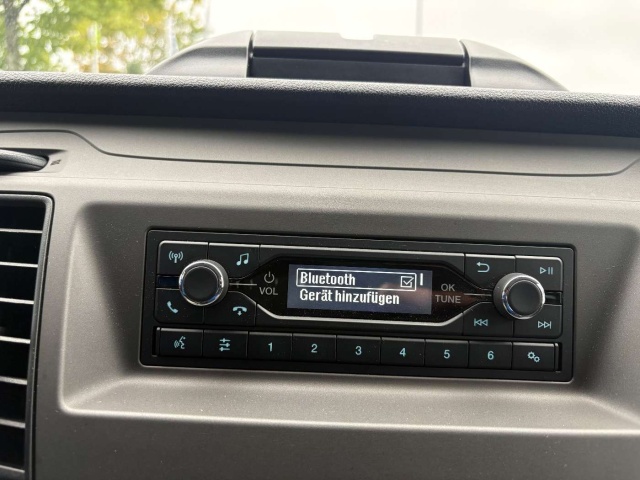 Bluetooth
Gerät hinzufügen
VOL
OK
TUNE
1 2 3 4 5 6